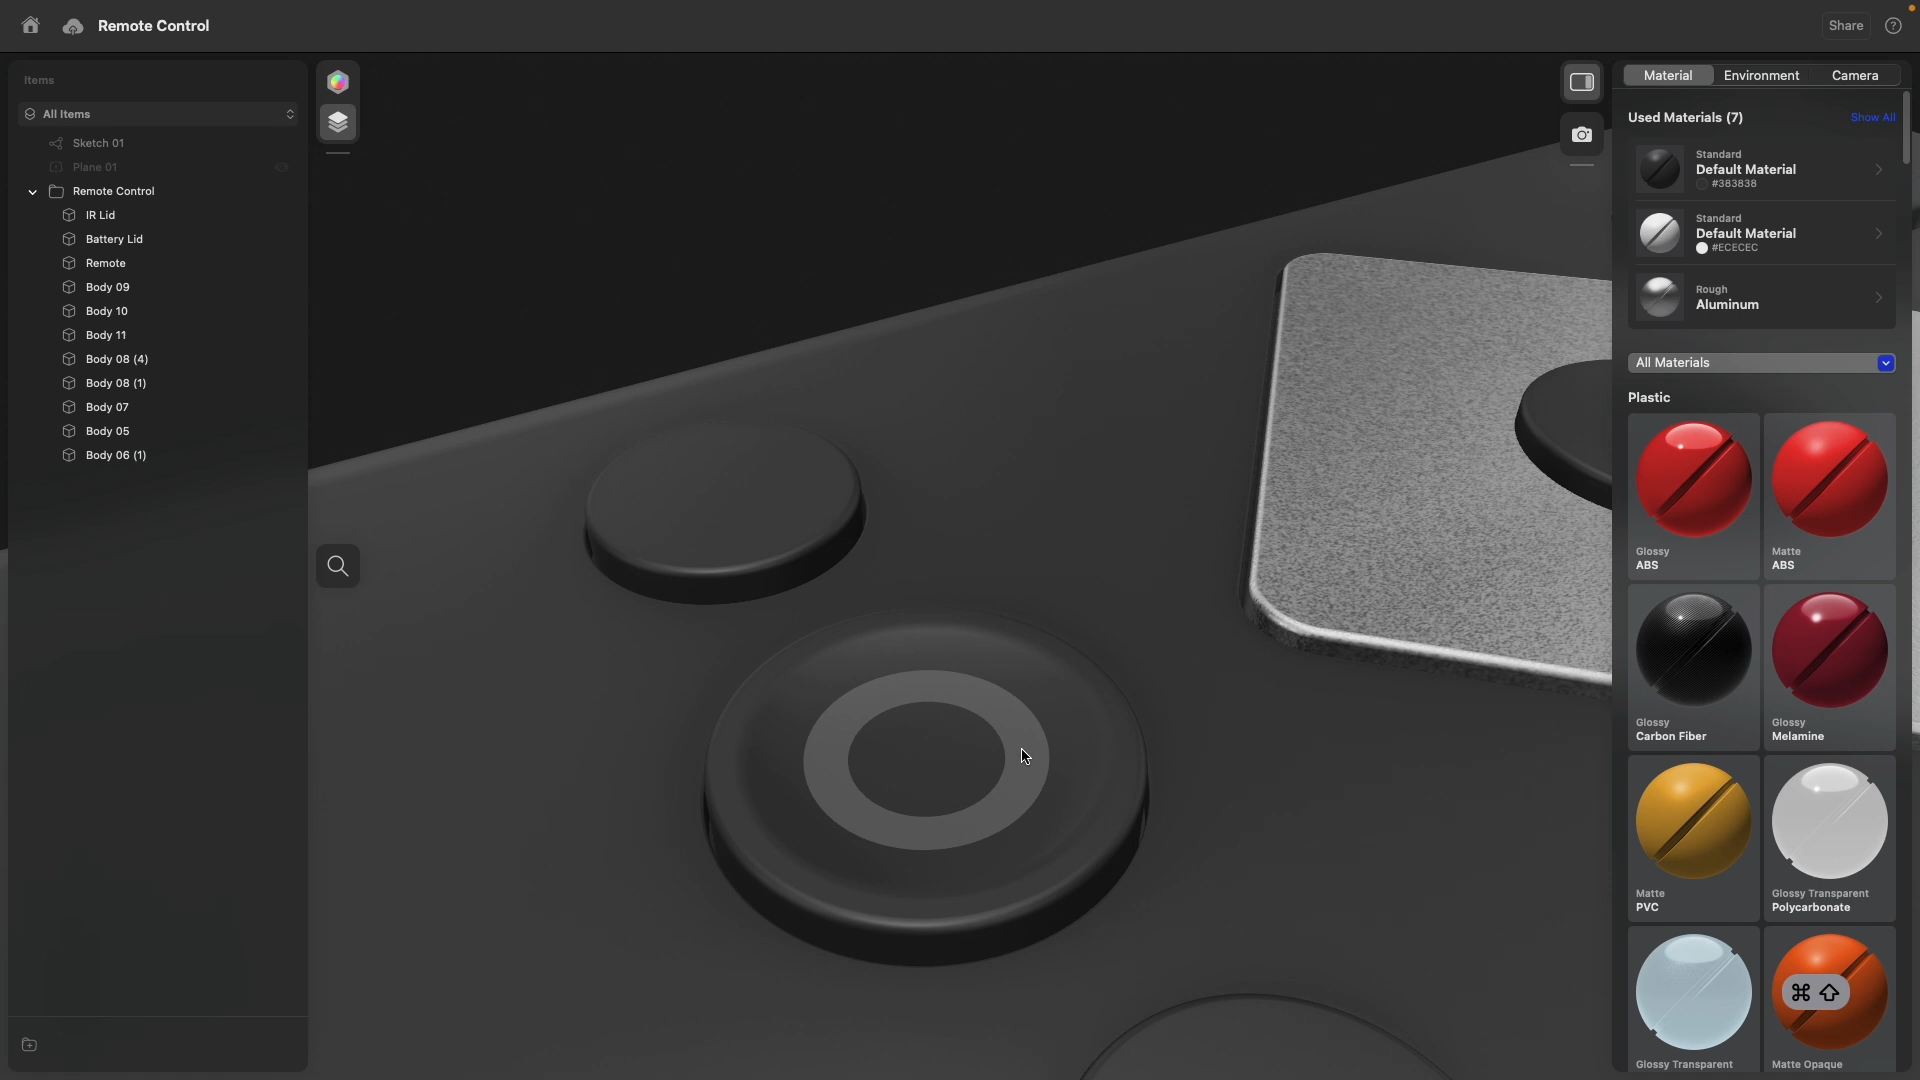 Remote Control
Share
Items
All Items
Sketch 01
Plane 01
Remote Control
IR Lid
Battery Lid
Remote
Body 09
Body 10
Body 11
Body 08 (4)
Body 08 (1)
Body 07
Body 05
Body 06 (1)
Material
Environment
Camera
Used Materials (7)
Show All
Standard
Default Material
#383838
Standard
Default Material
#ECECEC
Rough
Aluminum
All Materials
Plastic
Glossy
ABS
Matte
ABS
Glossy
Carbon Fiber
Glossy
Melamine
Matte
PVC
Glossy Transparent
Polycarbonate
Glossy Transparent
Matte Opaque